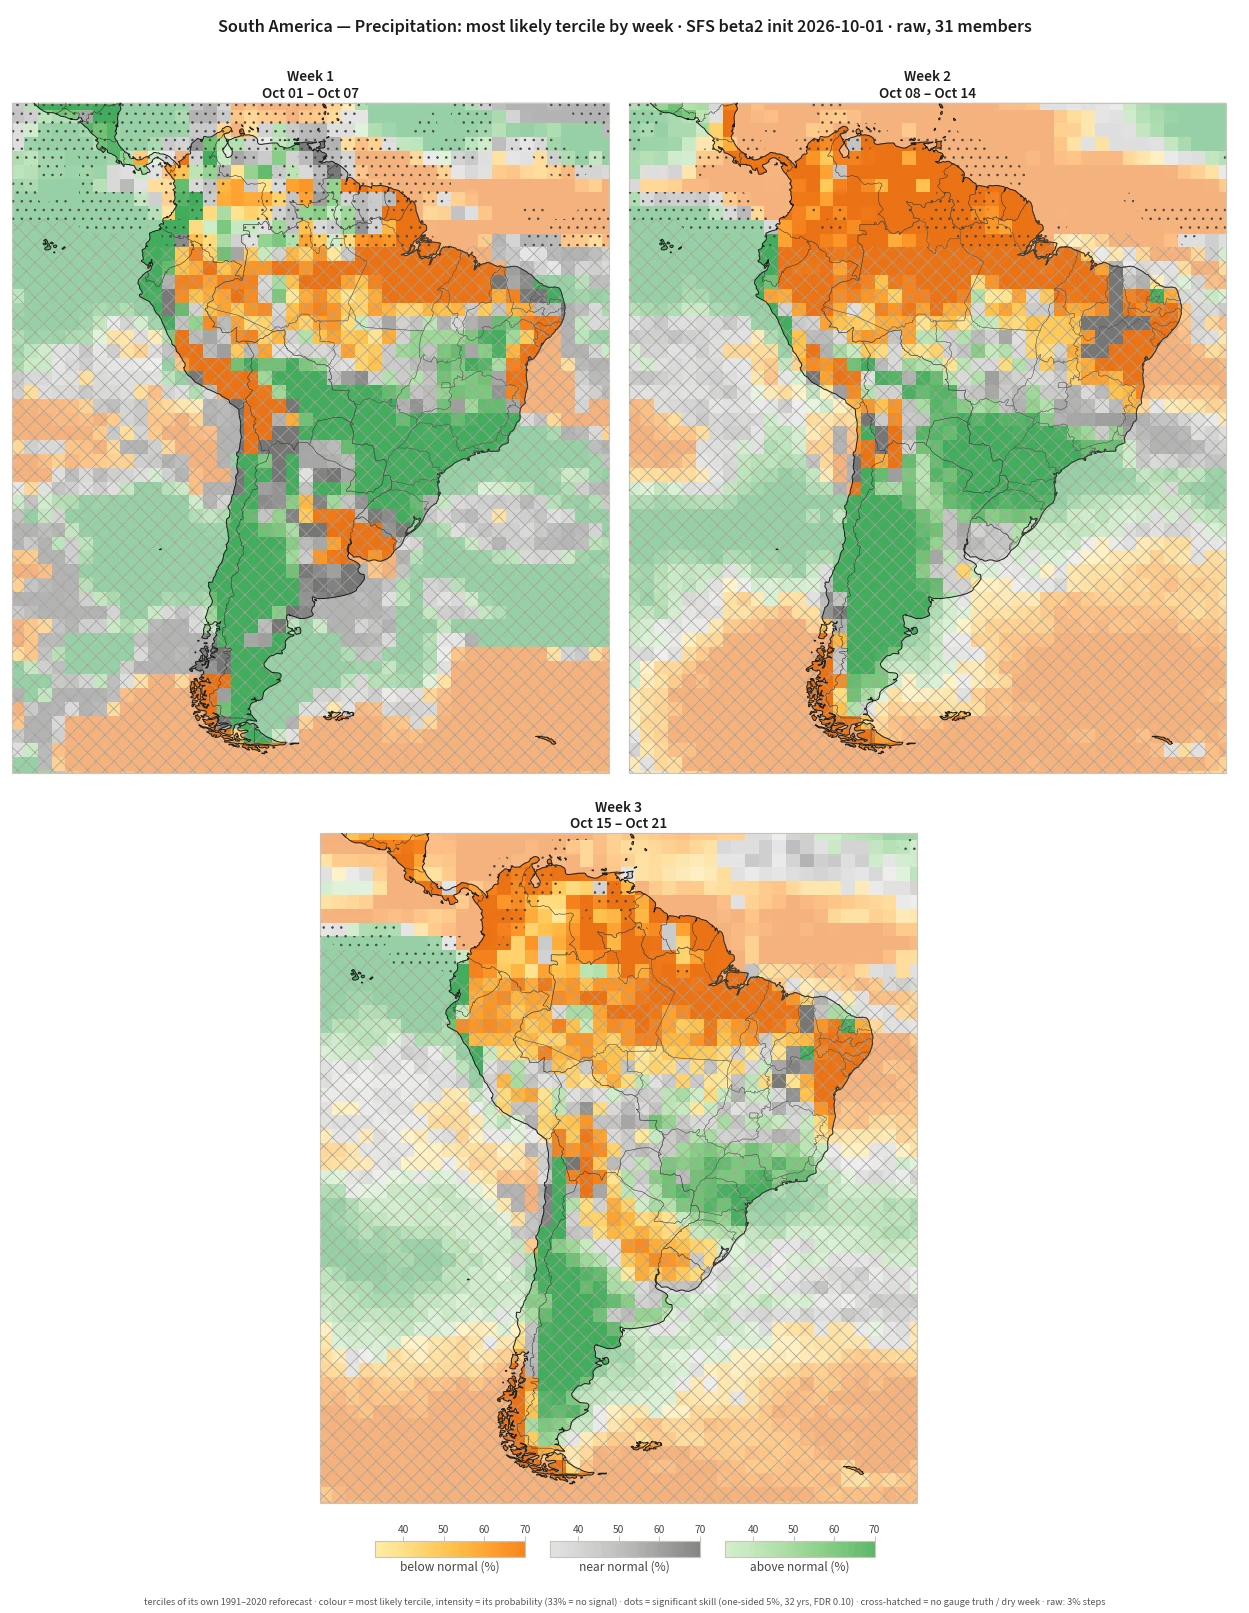 South America — Precipitation: most likely tercile by week · SFS beta2 init 2026-10-01 · raw, 31 members
Week 1
Oct 01 – Oct 07
Week 2
Oct 08 – Oct 14
Week 3
Oct 15 – Oct 21
40 50 60 70
below normal (%)
40 50 60 70
near normal (%)
40 50 60 70
above normal (%)
terciles of its own 1991–2020 reforecast · colour = most likely tercile, intensity = its probability (33% = no signal) · dots = significant skill (one-sided 5%, 32 yrs, FDR 0.10) · cross-hatched = no gauge truth / dry week · raw: 3% steps